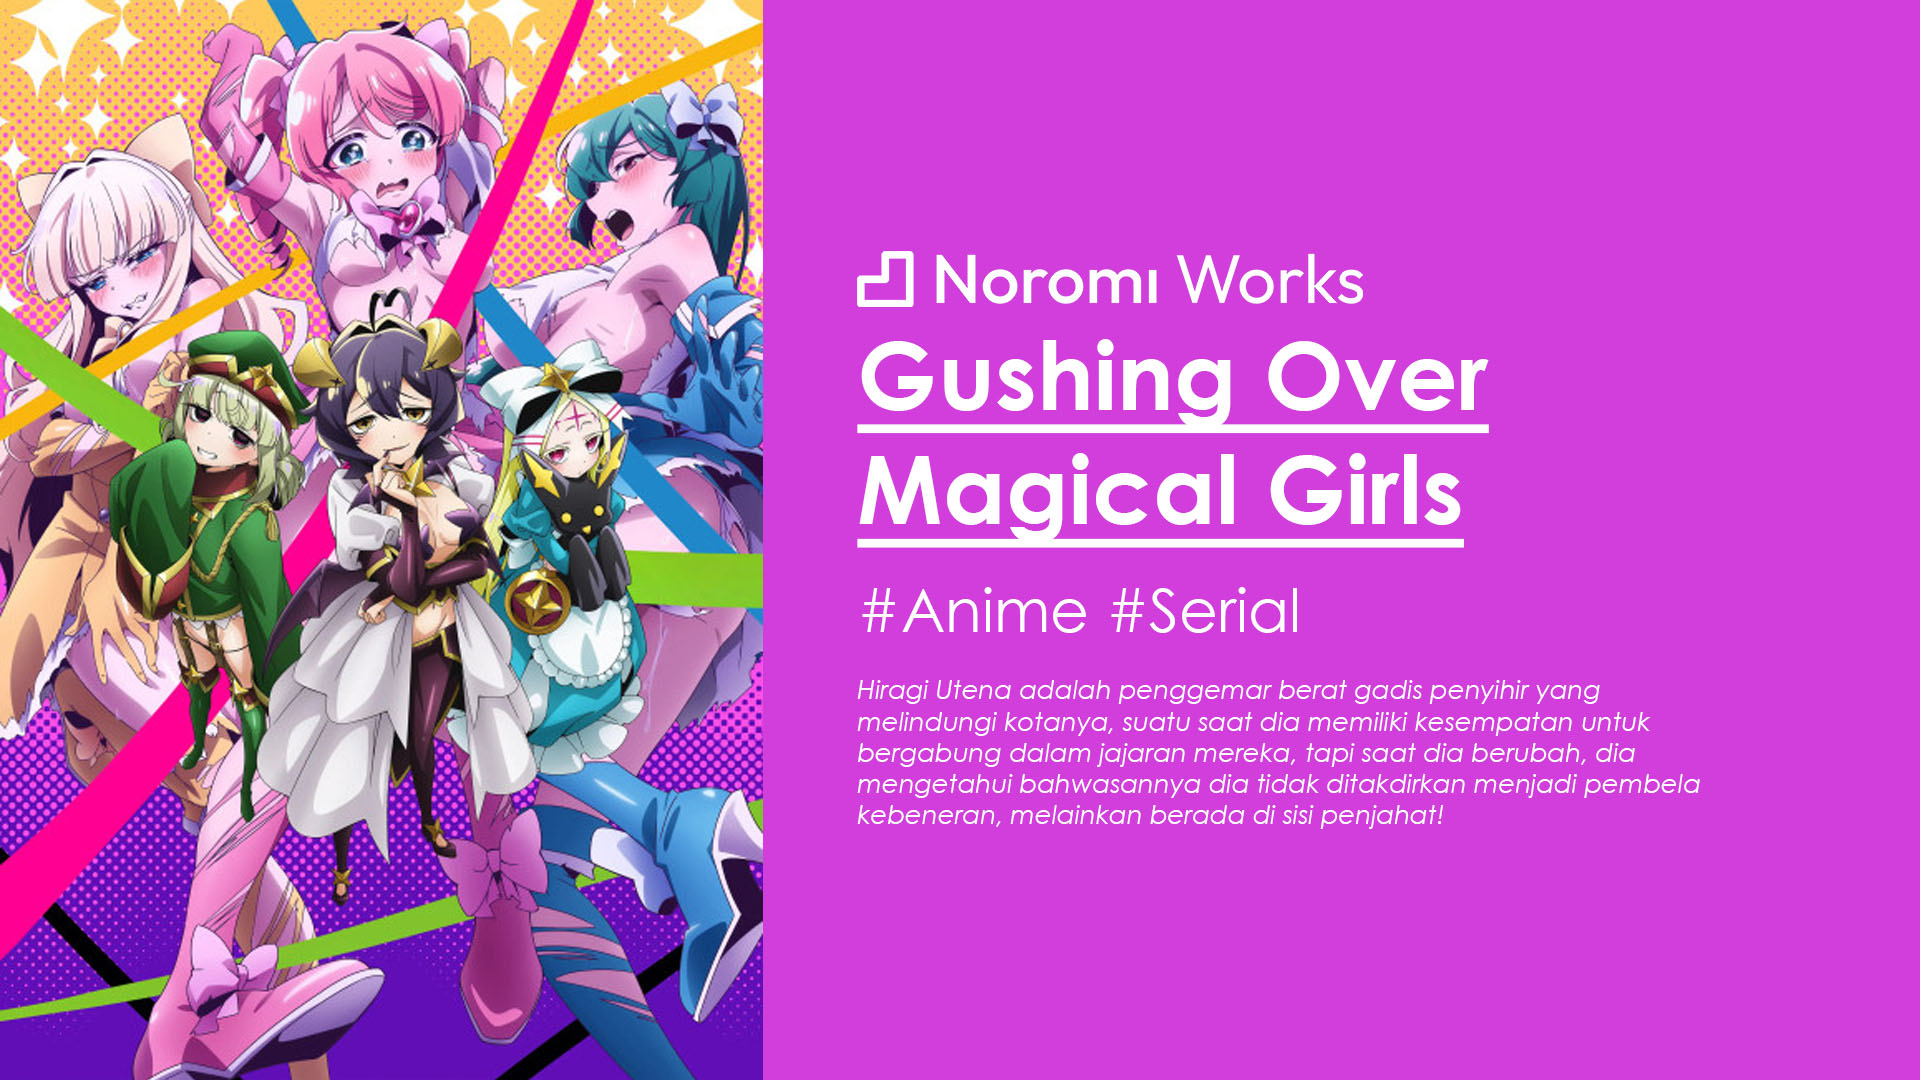 Noromi Works
Gushing Over
Magical Girls
#Anime #Serial
Hiragi Utena adalah penggemar berat gadis penyihir yang
melindungi kotanya, suatu saat dia memiliki kesempatan untuk
bergabung dalam jajaran mereka, tapi saat dia berubah, dia
mengetahui bahwasannya dia tidak ditakdirkan menjadi pembela
kebeneran, melainkan berada di sisi penjahat!